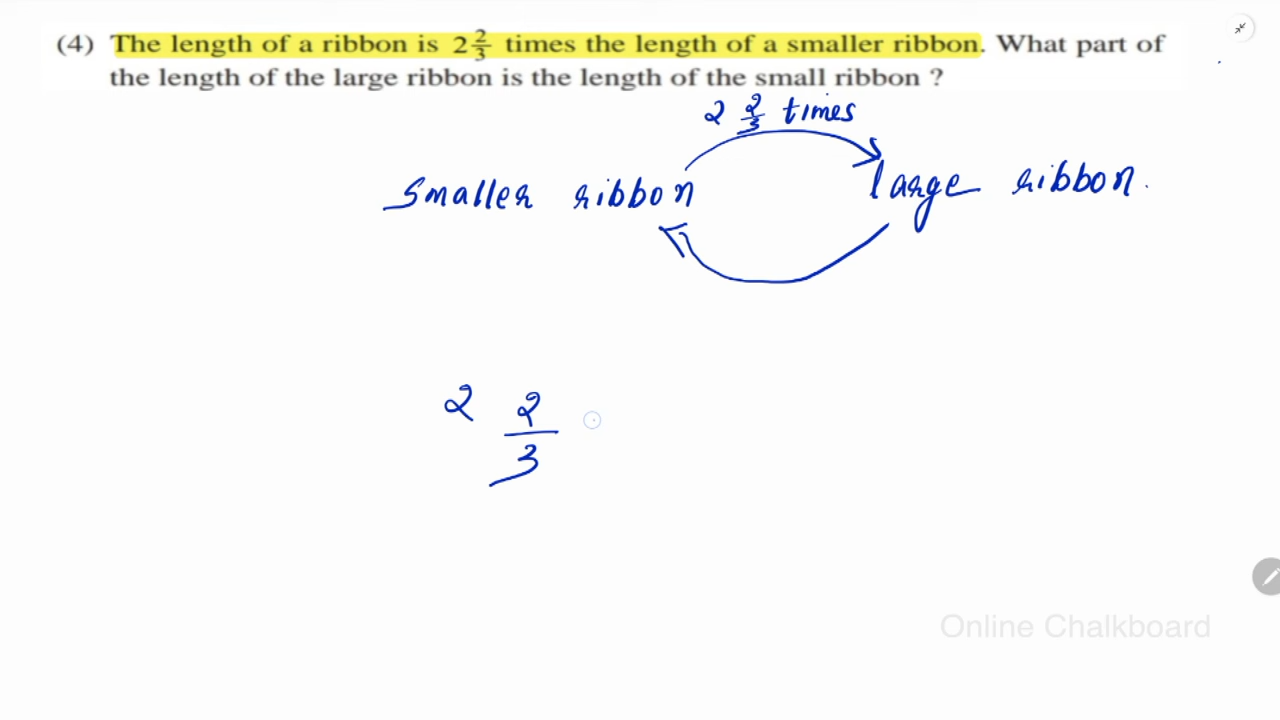 (4) The length of a ribbon is 2 2/3 times the length of a smaller ribbon. What part of
the length of the large ribbon is the length of the small ribbon ?
2 2/3 times
Smaller ribbon large ribbon.
2 2/3
Online Chalkboard